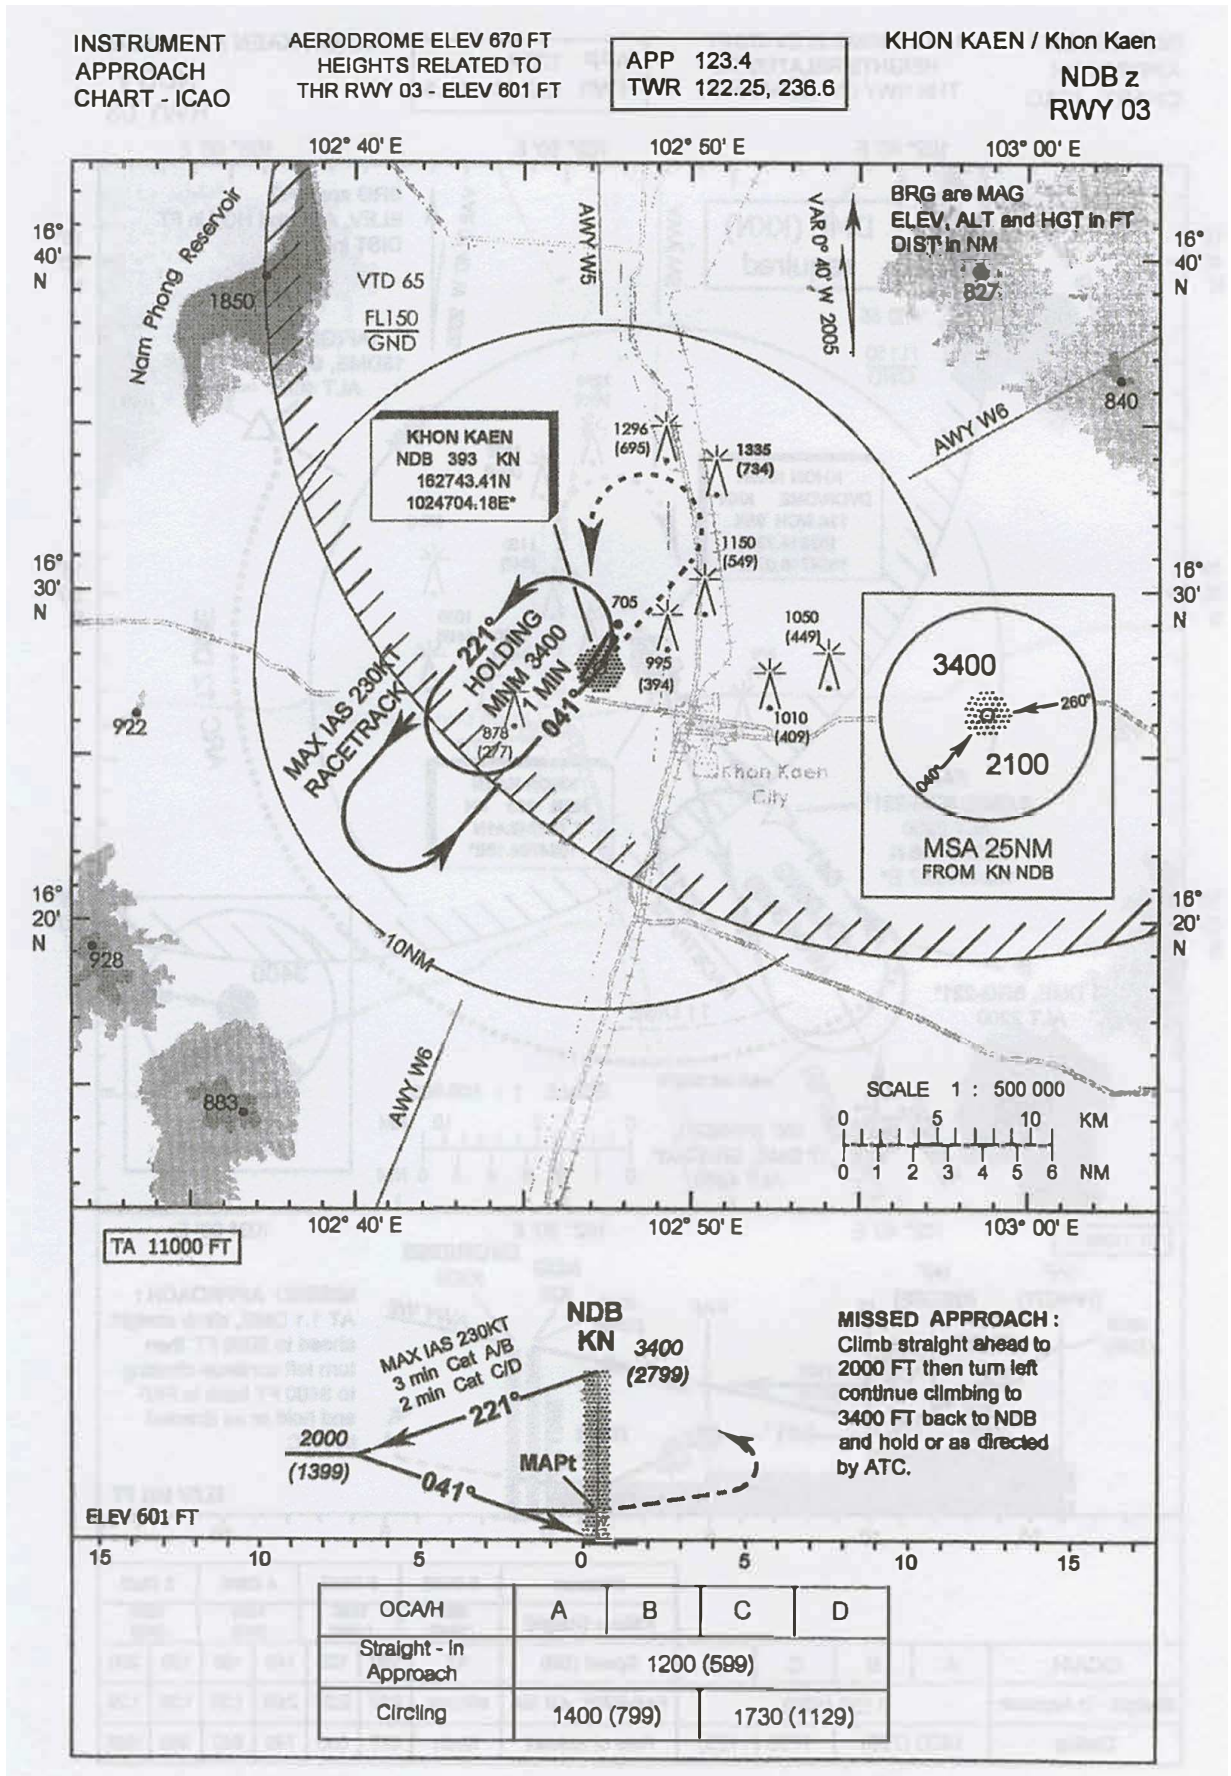 INSTRUMENT
APPROACH
CHART - ICAO
AERODROME ELEV 670 FT
HEIGHTS RELATED TO
THR RWY 03 - ELEV 601 FT
APP 123.4
TWR 122.25, 236.6
KHON KAEN / Khon Kaen
NDB z
RWY 03
102° 40' E
102° 50' E
103° 00' E
BRG are MAG
ELEV, ALT and HGT in FT
DIST in NM
VAR 0° 40' W 2005
AWY W5
16°
40'
N
16°
40'
N
Nam Phong Reservoir
1850
VTD 65
FL150
GND
827
840
AWY W6
KHON KAEN
NDB 393 KN
162743.41N
1024704.18E*
1296
(695)
1335
(734)
1150
(549)
16°
30'
N
16°
30'
N
705
1050
(449)
995
(394)
1010
(409)
221°
HOLDING
MNM 3400
1 MIN
041°
878
(277)
MAX IAS 230KT
RACETRACK
922
Khon Kaen
City
3400
260°
2100
040°
MSA 25NM
FROM KN NDB
16°
20'
N
16°
20'
N
928
10NM
883
AWY W6
SCALE 1 : 500 000
0 5 10 KM
0 1 2 3 4 5 6 NM
102° 40' E
102° 50' E
103° 00' E
TA 11000 FT
NDB
KN
3400
(2799)
MAX IAS 230KT
3 min Cat A/B
2 min Cat C/D
221°
2000
(1399)
041°
MAPt
ELEV 601 FT
MISSED APPROACH :
Climb straight ahead to
2000 FT then turn left
continue climbing to
3400 FT back to NDB
and hold or as directed
by ATC.
15 10 5 0 5 10 15
OCA/H A B C D
Straight - In
Approach
1200 (599)
Circling 1400 (799) 1730 (1129)